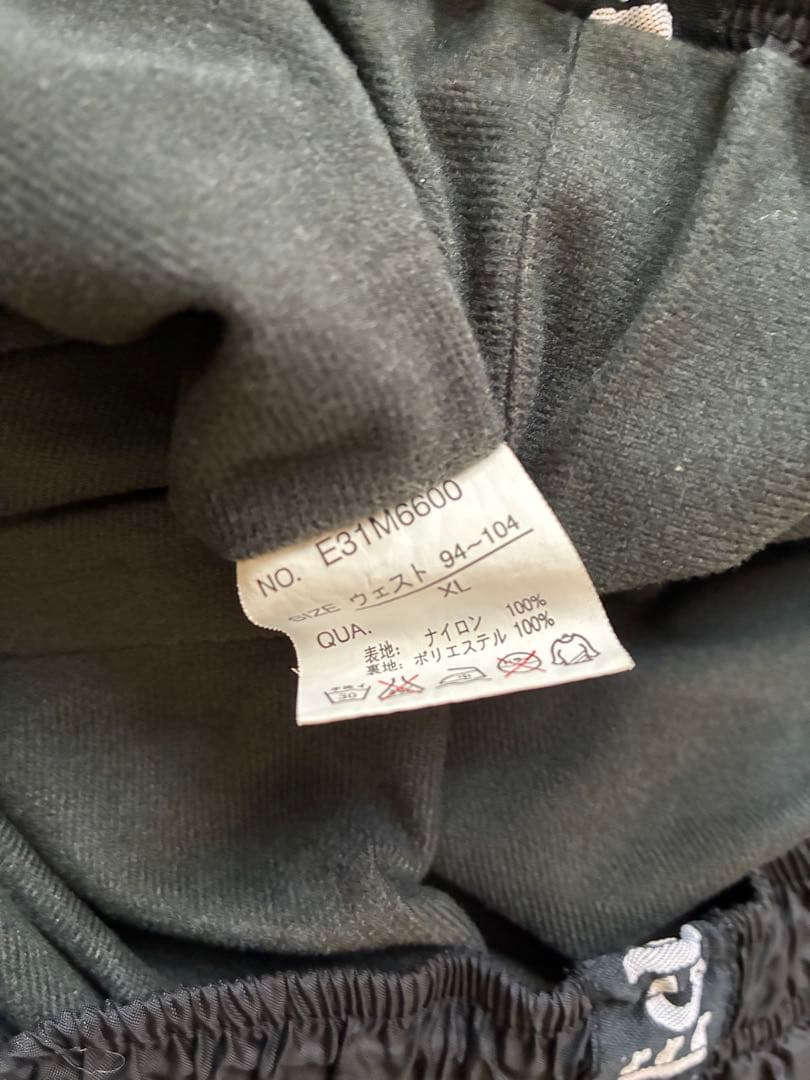 NO. E31M6600
SIZE ウェスト 94~104
XL
QUA.
表地: ナイロン 100%
裏地: ポリエステル 100%
30